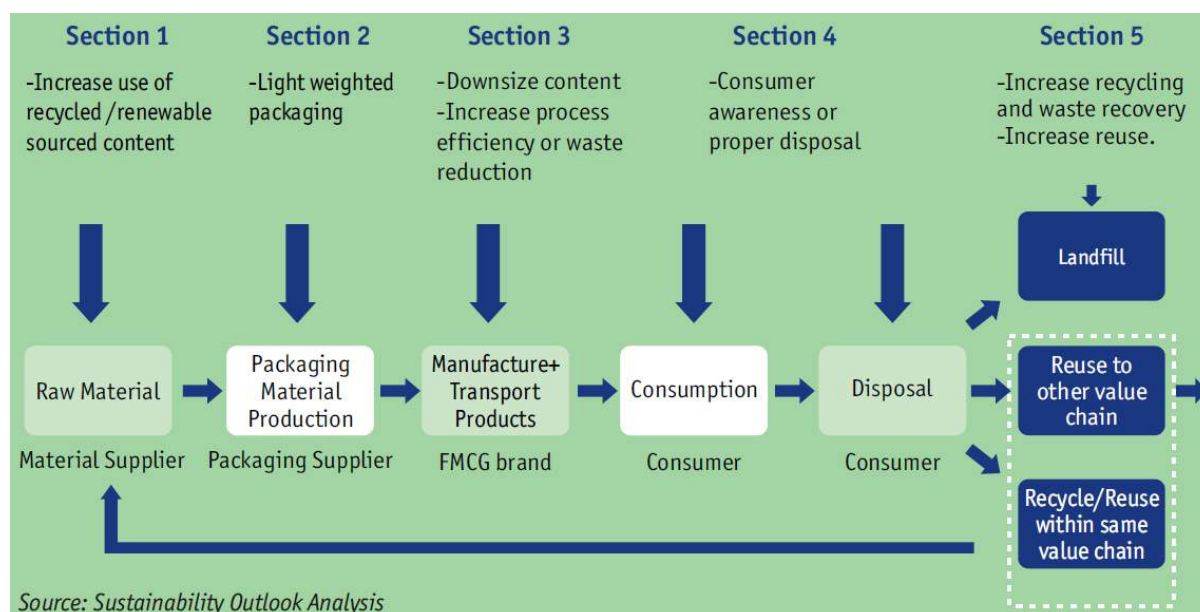 Section 1
-Increase use of
recycled/renewable
sourced content
Section 2
-Light weighted
packaging
Section 3
-Downsize content
-Increase process
efficiency or waste
reduction
Section 4
-Consumer
awareness or
proper disposal
Section 5
-Increase recycling
and waste recovery
-Increase reuse.
Landfill
Raw Material
Material Supplier
Packaging
Material
Production
Packaging Supplier
Manufacture+
Transport
Products
FMCG brand
Consumption
Consumer
Disposal
Consumer
Reuse to
other value
chain
Recycle/Reuse
within same
value chain
Source: Sustainability Outlook Analysis